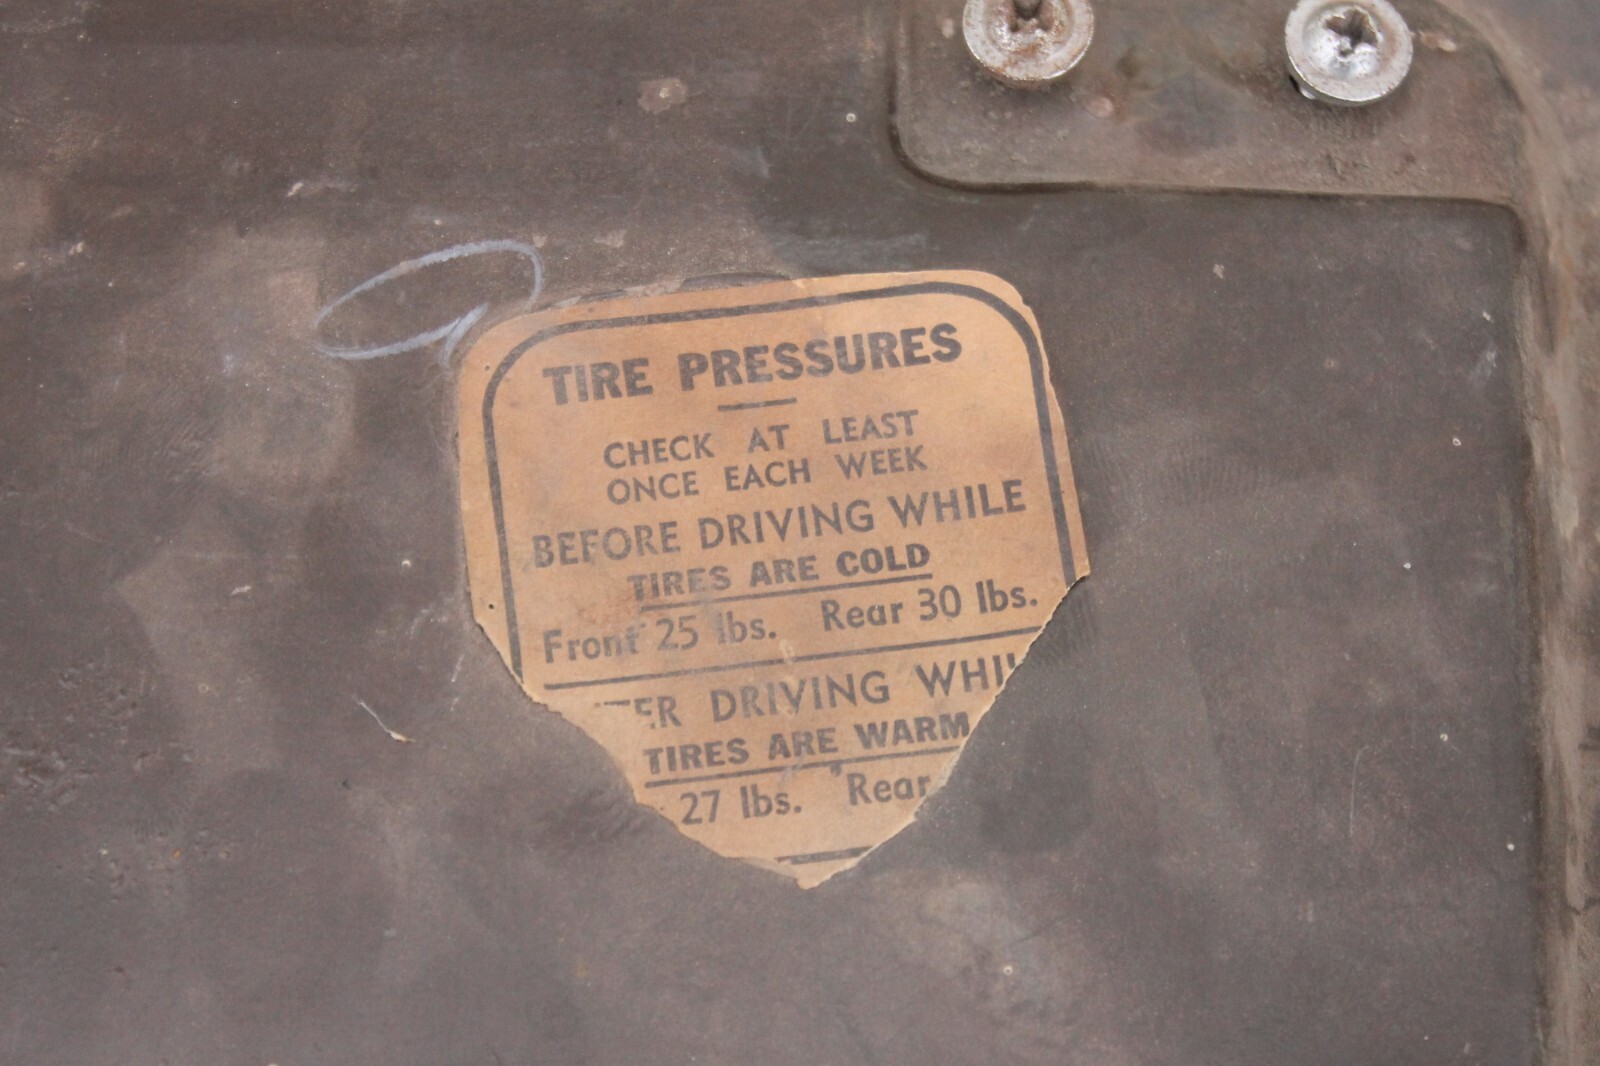 TIRE PRESSURES
CHECK AT LEAST
ONCE EACH WEEK
BEFORE DRIVING WHILE
TIRES ARE COLD
Front 25 lbs. Rear 30 lbs.
DRIVING
TIRES ARE WARM
27 lbs. Rear